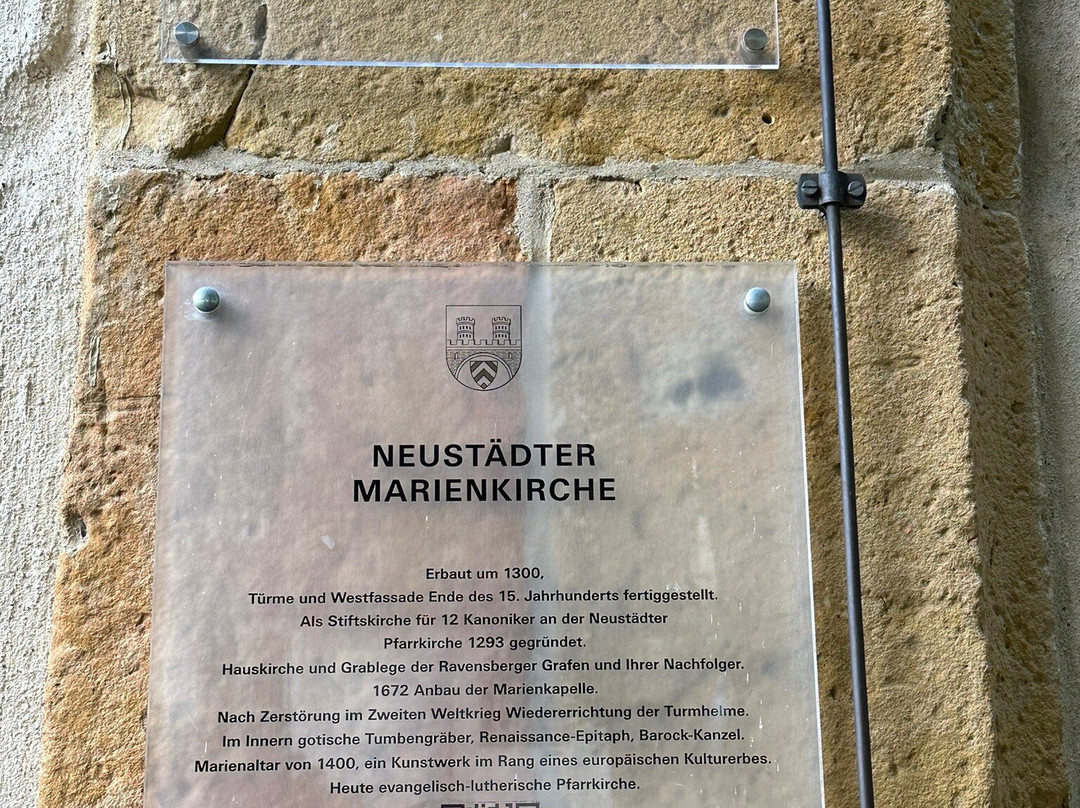 NEUSTÄDTER
MARIENKIRCHE
Erbaut um 1300,
Türme und Westfassade Ende des 15. Jahrhunderts fertiggestellt.
Als Stiftskirche für 12 Kanoniker an der Neustädter
Pfarrkirche 1293 gegründet.
Hauskirche und Grablege der Ravensberger Grafen und Ihrer Nachfolger.
1672 Anbau der Marienkapelle.
Nach Zerstörung im Zweiten Weltkrieg Wiedererrichtung der Turmhelme.
Im Innern gotische Tumbengräber, Renaissance-Epitaph, Barock-Kanzel.
Marienaltar von 1400, ein Kunstwerk im Rang eines europäischen Kulturerbes.
Heute evangelisch-lutherische Pfarrkirche.